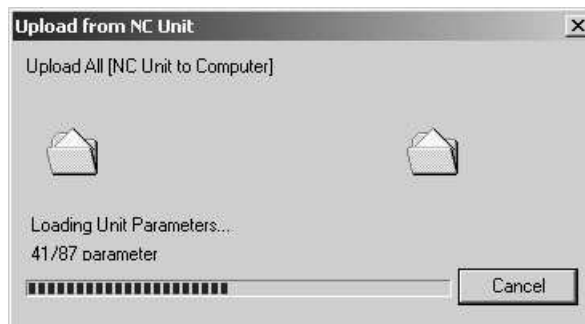 Upload from NC Unit
Upload All [NC Unit to Computer]
Loading Unit Parameters...
41/87 parameter
Cancel